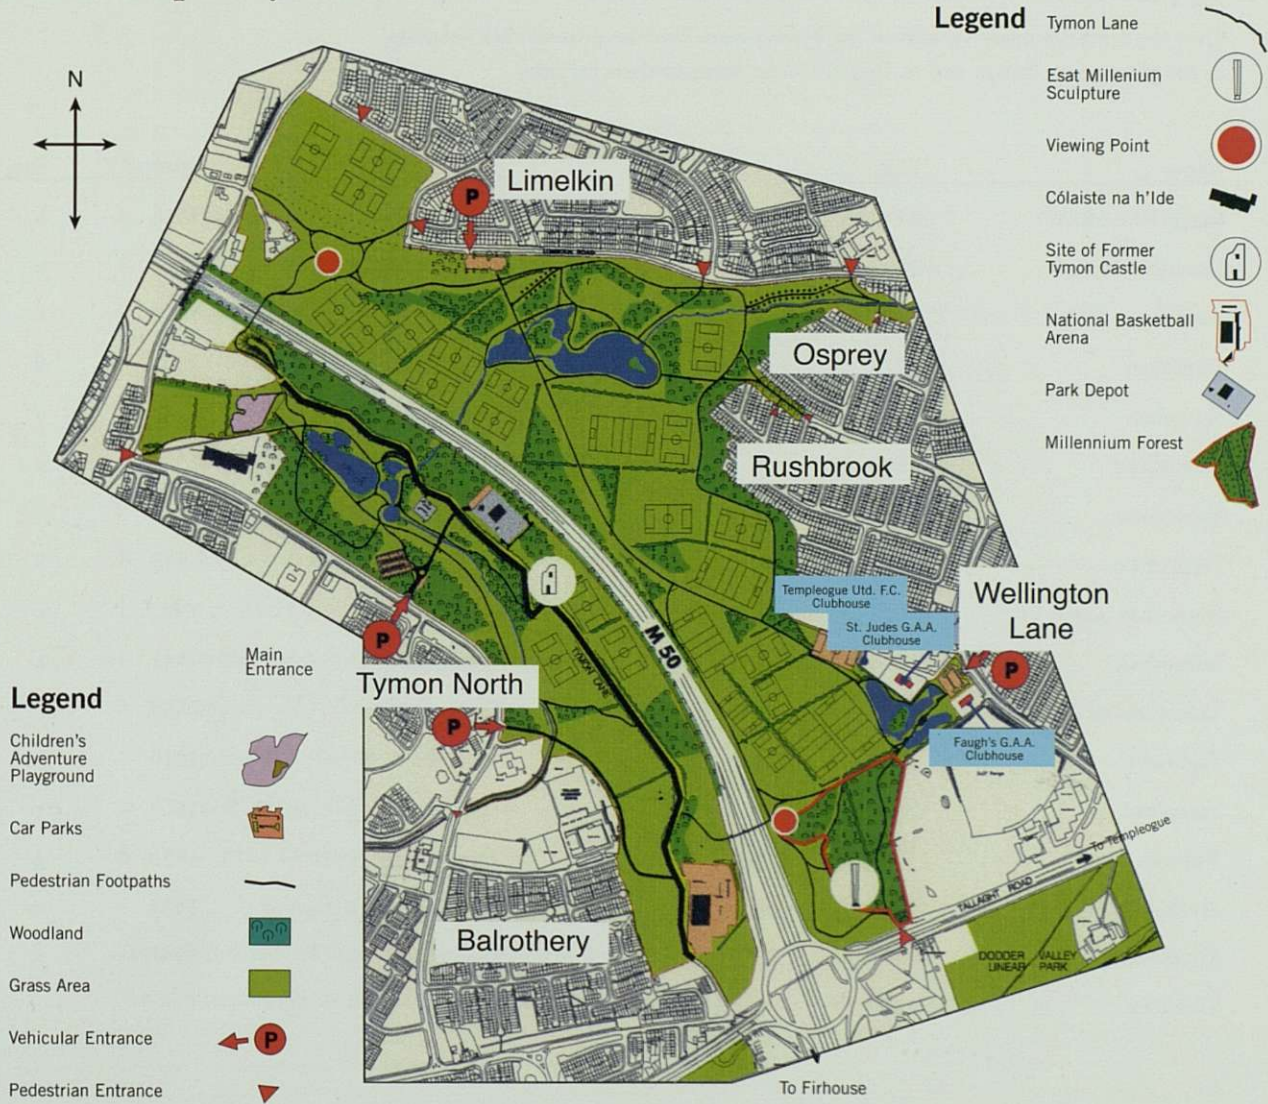 Legend
Tymon Lane
Esat Millenium
Sculpture
Viewing Point
Cólaiste na h'Ide
Site of Former
Tymon Castle
National Basketball
Arena
Park Depot
Millennium Forest
N
Limelkin
P
Osprey
Rushbrook
Templeogue Utd. F.C.
Clubhouse
St. Judes G.A.A.
Clubhouse
Wellington
Lane
P
Faugh's G.A.A.
Clubhouse
M 50
TYMON LANE
P
Main
Entrance
Tymon North
P
Balrothery
To Templeogue
TALLAGHT ROAD
DODDER VALLEY
LINEAR PARK
To Firhouse
Legend
Children's
Adventure
Playground
Car Parks
Pedestrian Footpaths
Woodland
Grass Area
Vehicular Entrance
P
Pedestrian Entrance